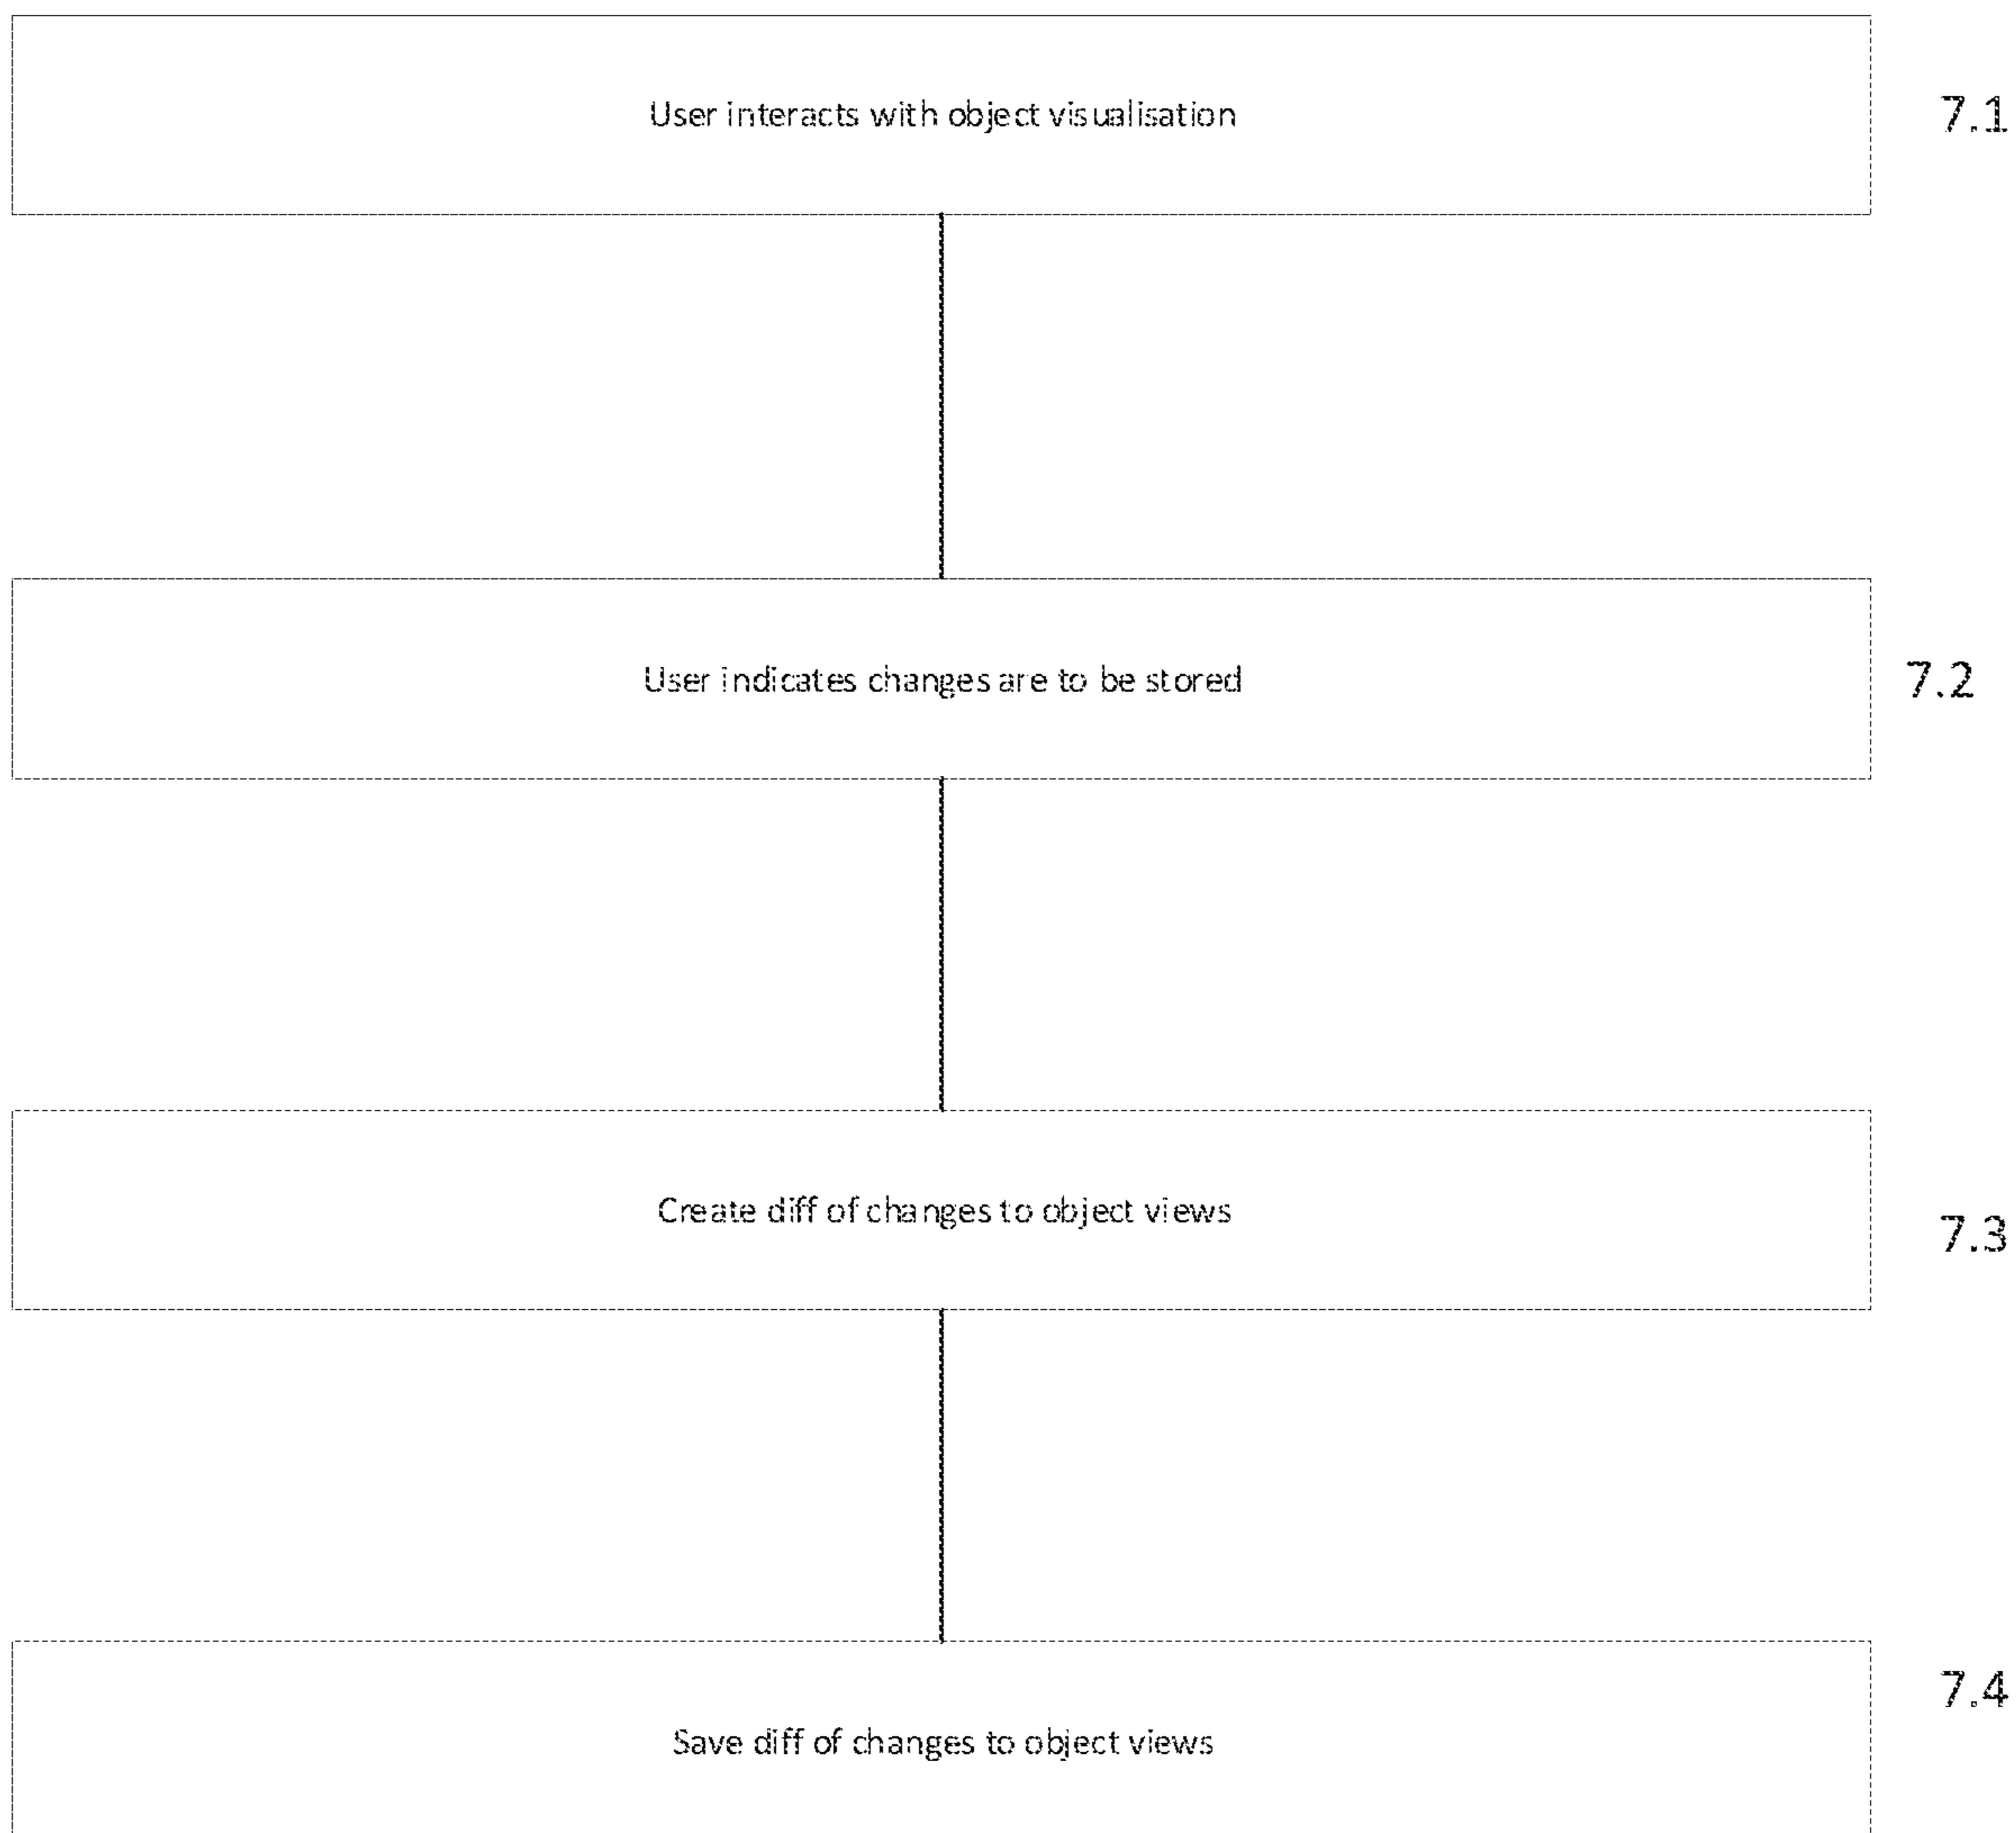 User interacts with object visualisation
7.1
User indicates changes are to be stored
7.2
Create diff of changes to object views
7.3
Save diff of changes to object views
7.4